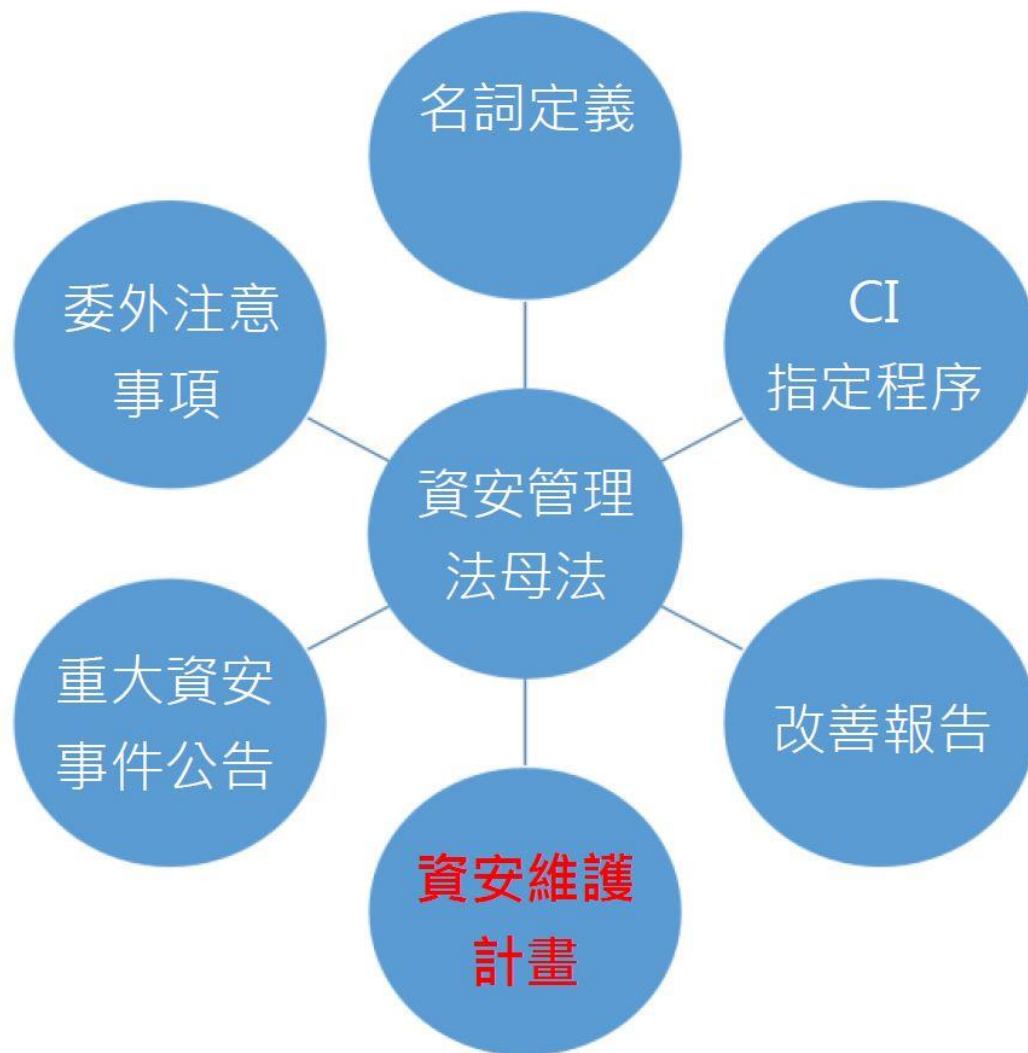 名詞定義
CI
指定程序
改善報告
資安維護
計畫
重大資安
事件公告
委外注意
事項
資安管理
法母法